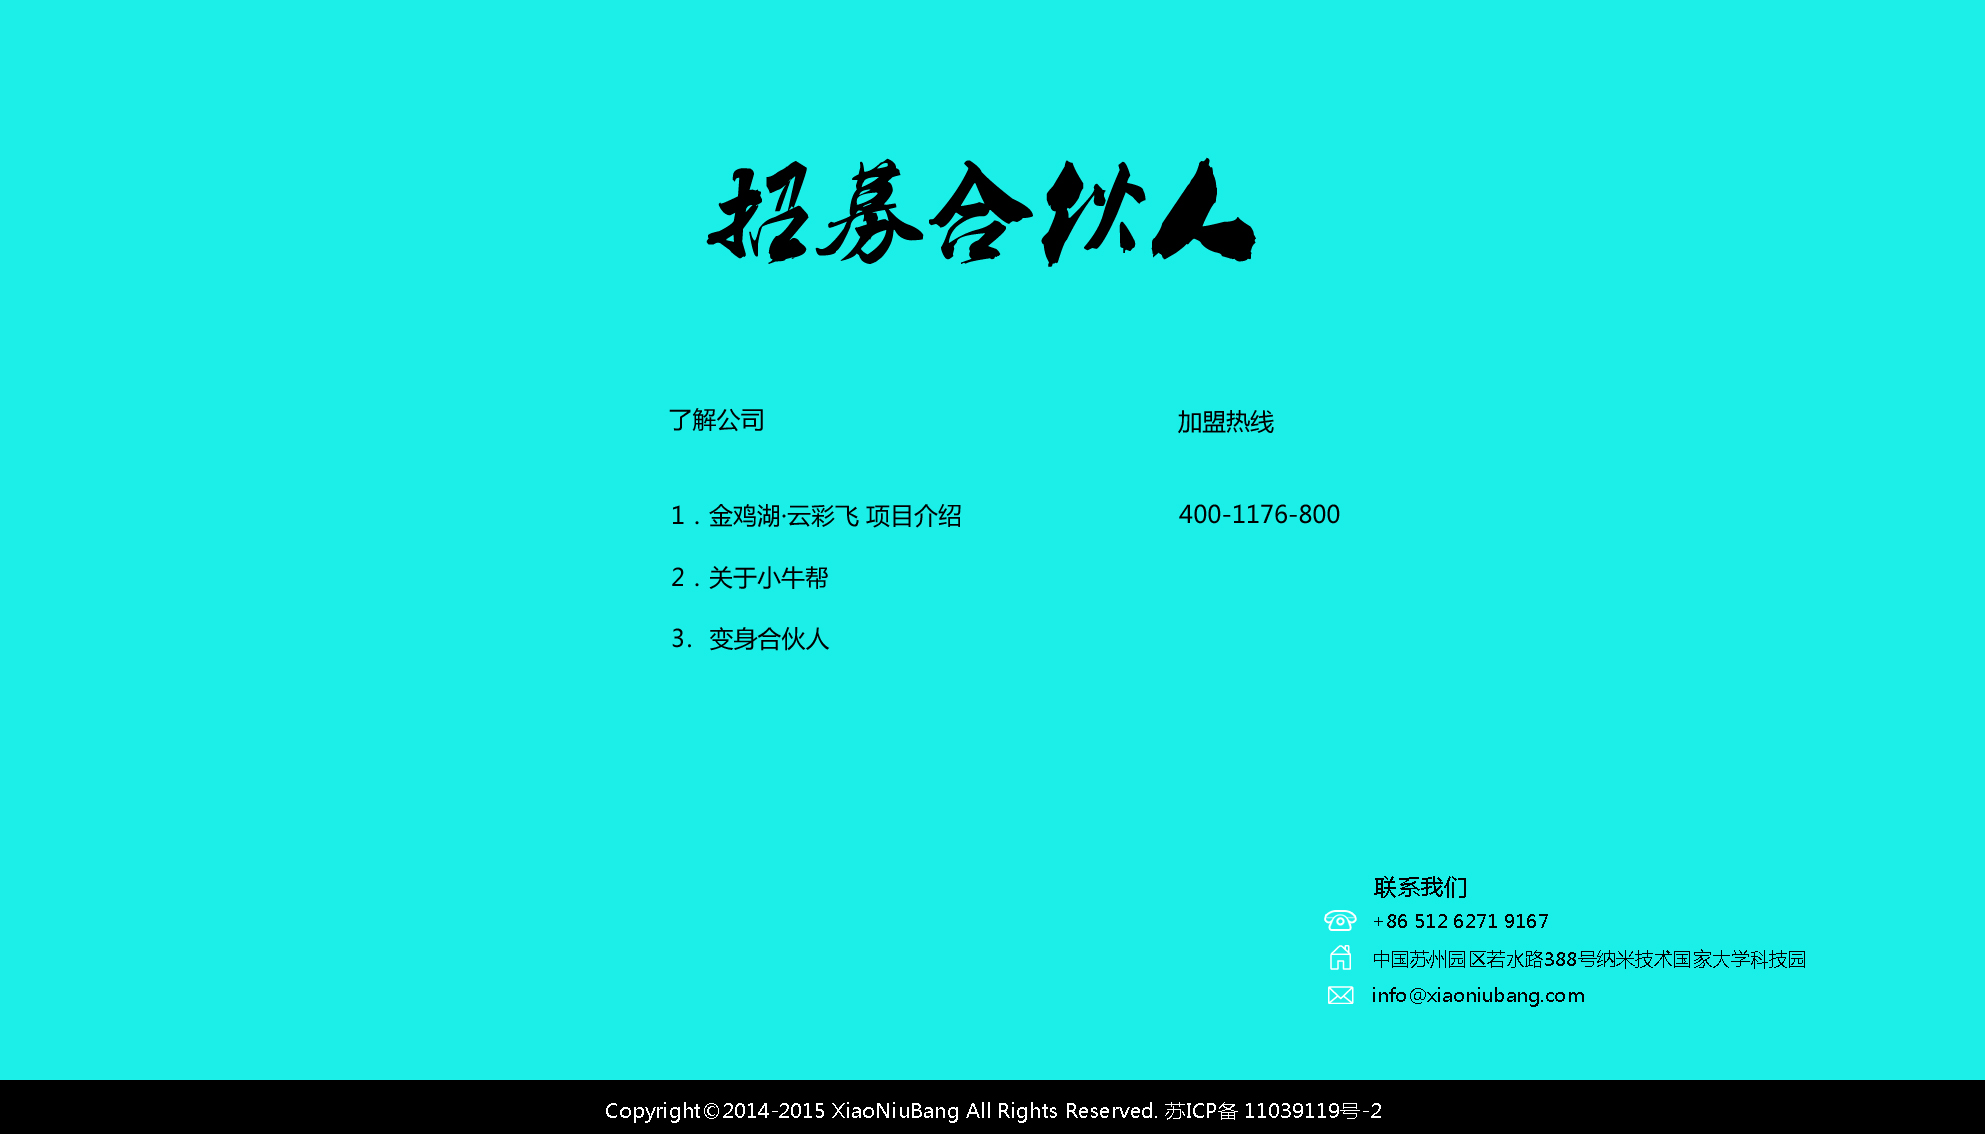 招募合伙人
了解公司
加盟热线
1 . 金鸡湖·云彩飞 项目介绍
400-1176-800
2 . 关于小牛帮
3. 变身合伙人
联系我们
+86 512 6271 9167
中国苏州园区若水路388号纳米技术国家大学科技园
info@xiaoniubang.com
Copyright©2014-2015 XiaoNiuBang All Rights Reserved. 苏ICP备 11039119号-2